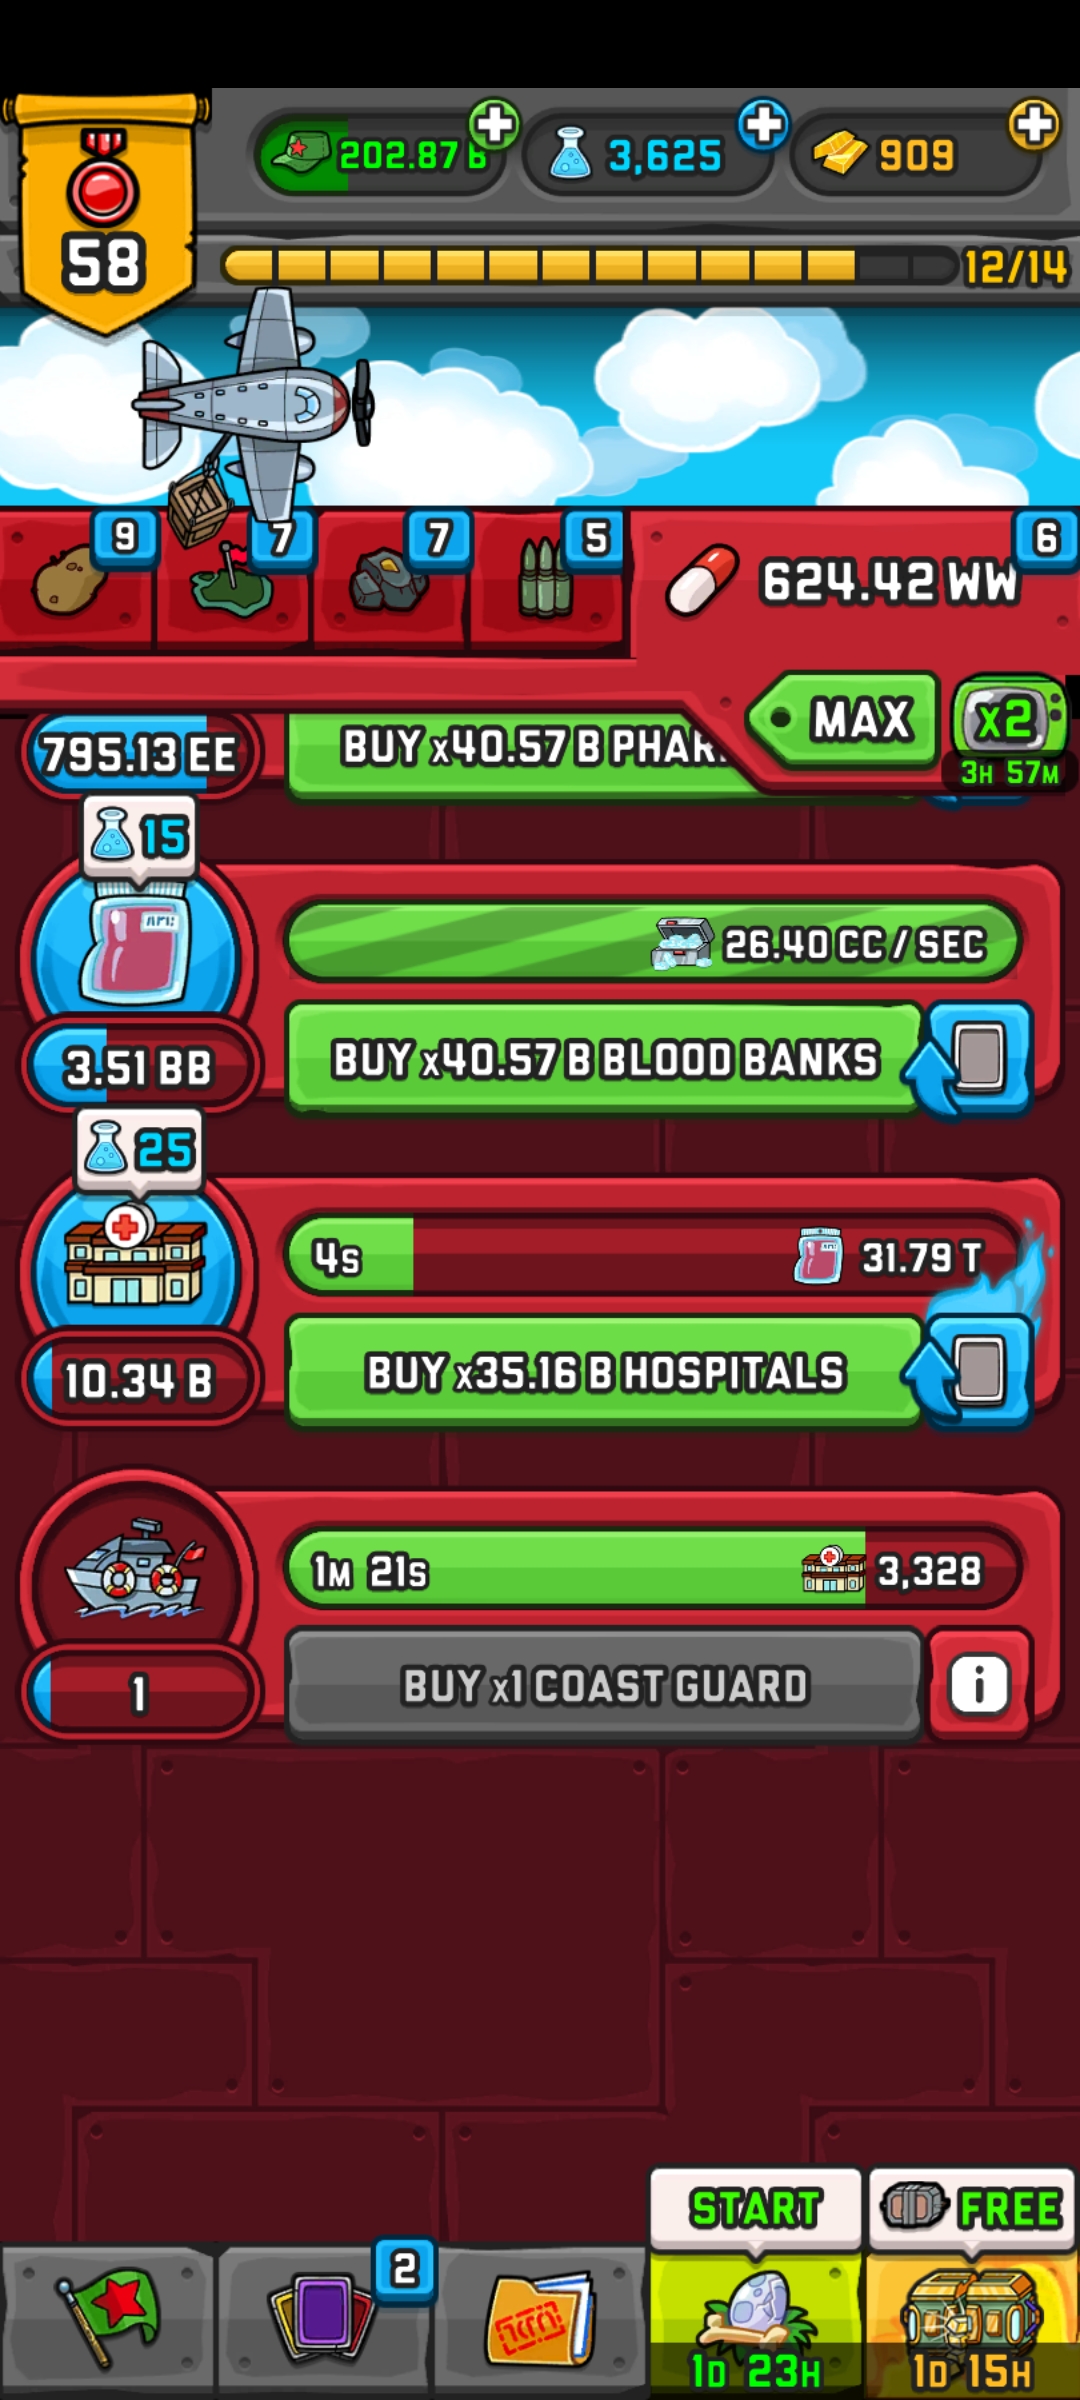 58
202.87 B
3,625
909
12/14
9
7
7
5
6
624.42 WW
MAX
x2
3H 57M
795.13 EE
BUY x40.57 B PHAR
15
26.40 CC / SEC
3.51 BB
BUY x40.57 B BLOOD BANKS
25
4S
31.79 T
10.34 B
BUY x35.16 B HOSPITALS
1M 21S
3,328
1
BUY x1 COAST GUARD
i
START
FREE
2
1D 23H
1D 15H